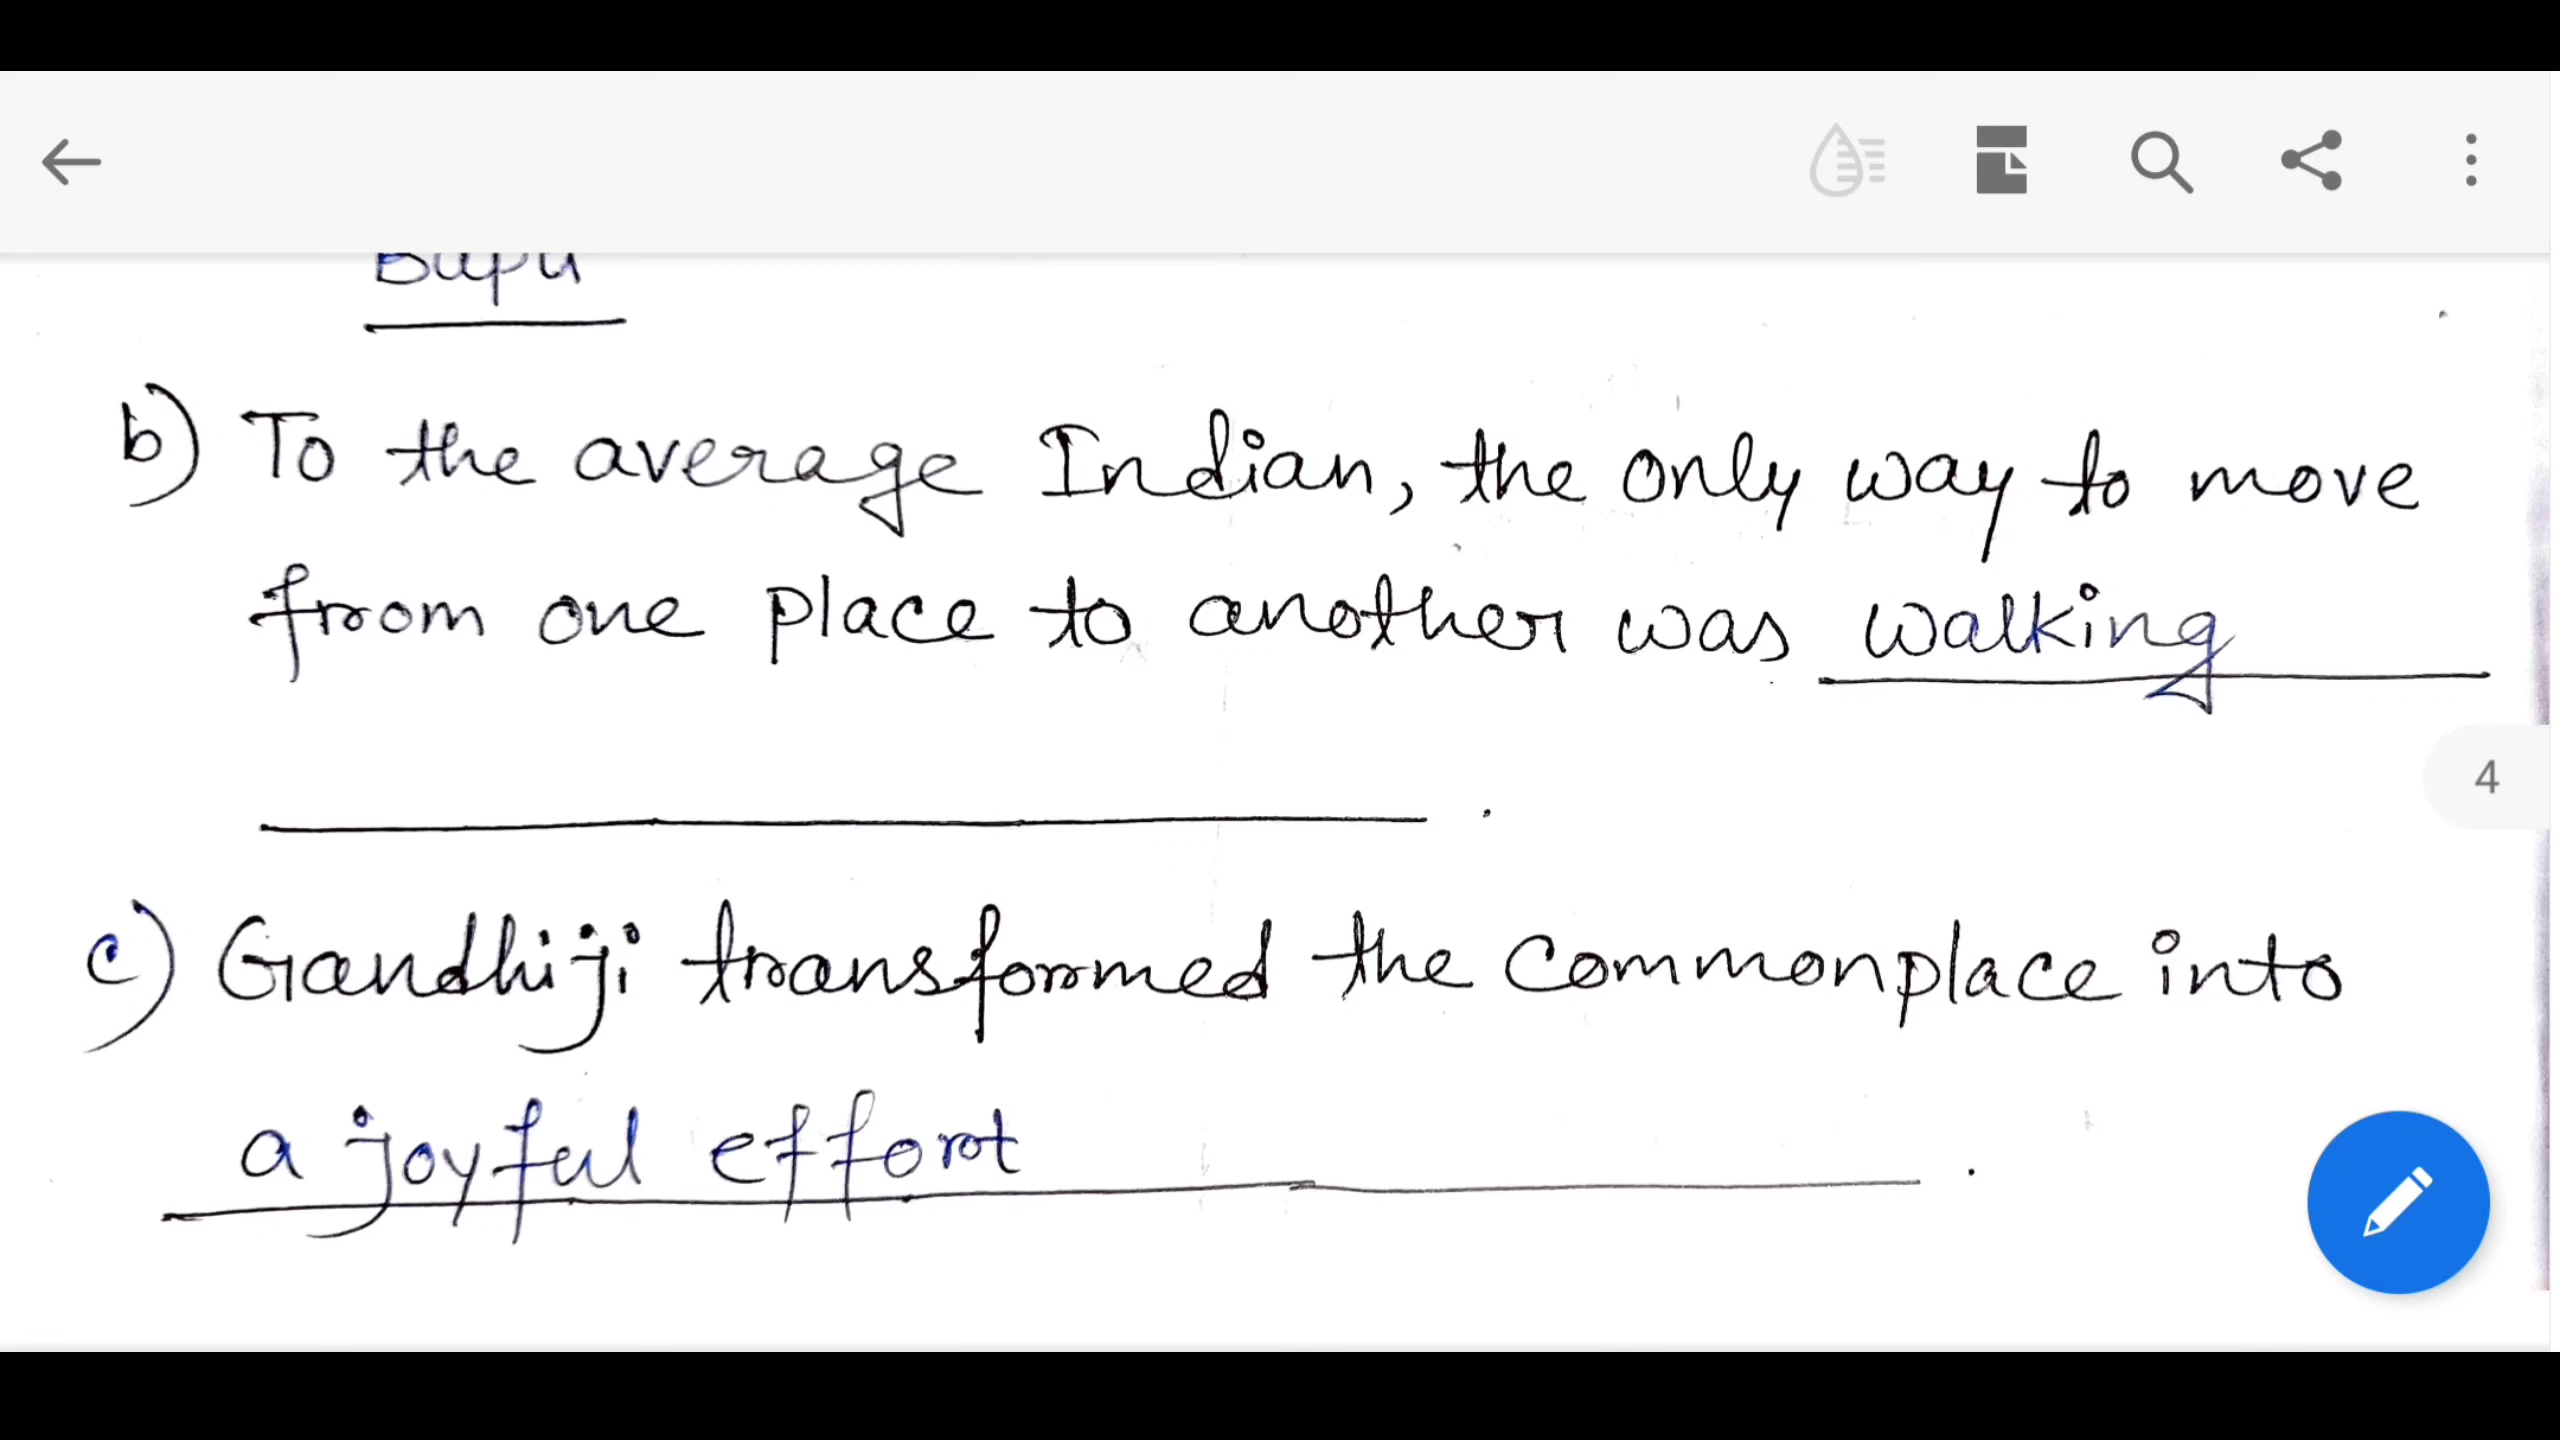 Bapu
b) To the average Indian, the only way to move
from one place to another was walking
.
4
c) Gandhiji transformed the commonplace into
a joyful effort .